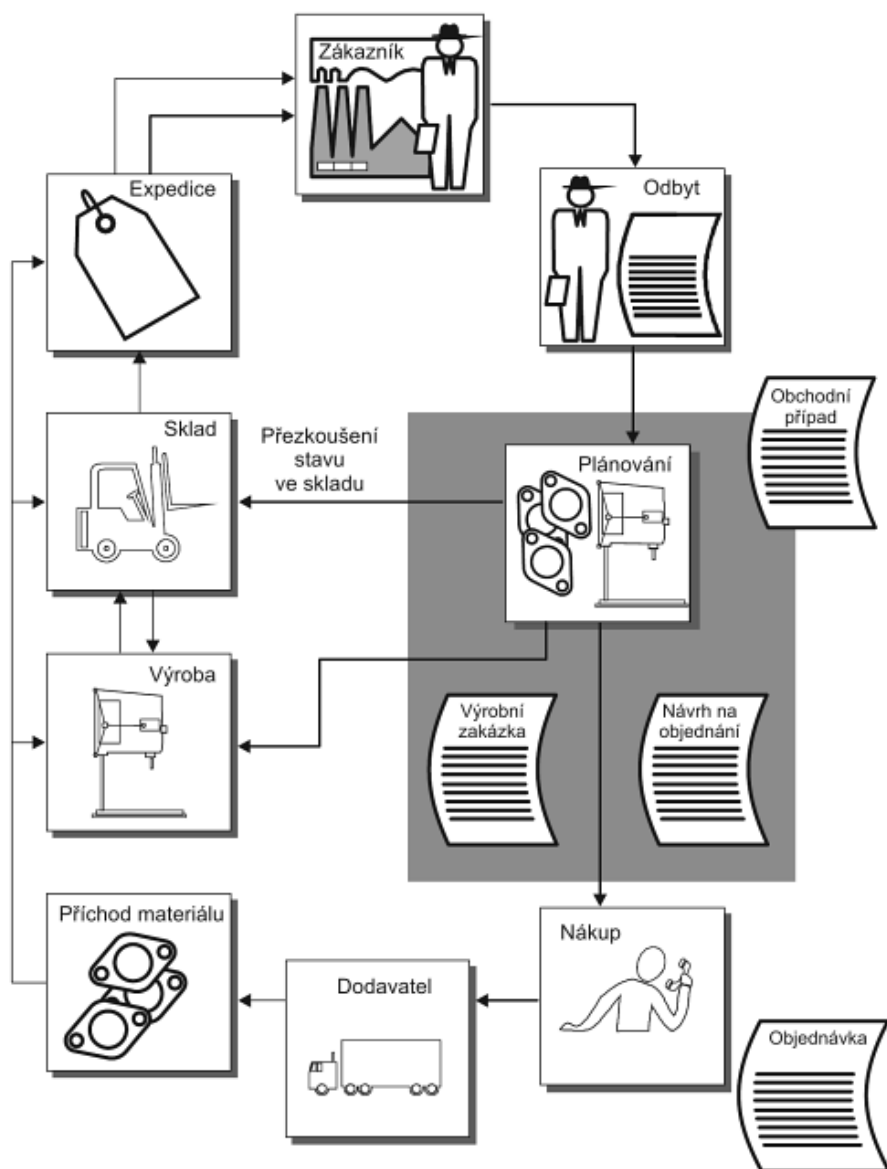 Zákazník
Expedice
Odbyt
Obchodní
případ
Sklad
Přezkoušení
stavu
ve skladu
Plánování
Výroba
Výrobní
zakázka
Návrh na
objednání
Příchod materiálu
Nákup
Dodavatel
Objednávka